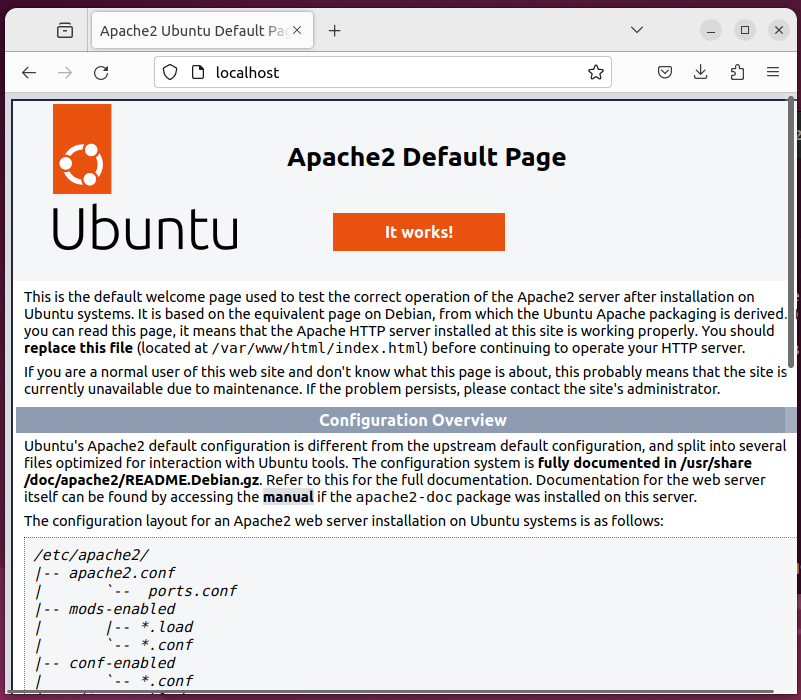 Apache2 Ubuntu Default Pag
localhost
Ubuntu
Apache2 Default Page
It works!
This is the default welcome page used to test the correct operation of the Apache2 server after installation on
Ubuntu systems. It is based on the equivalent page on Debian, from which the Ubuntu Apache packaging is derived.
you can read this page, it means that the Apache HTTP server installed at this site is working properly. You should
replace this file (located at /var/www/html/index.html) before continuing to operate your HTTP server.
If you are a normal user of this web site and don't know what this page is about, this probably means that the site is
currently unavailable due to maintenance. If the problem persists, please contact the site's administrator.
Configuration Overview
Ubuntu's Apache2 default configuration is different from the upstream default configuration, and split into several
files optimized for interaction with Ubuntu tools. The configuration system is fully documented in /usr/share
/doc/apache2/README.Debian.gz. Refer to this for the full documentation. Documentation for the web server
itself can be found by accessing the manual if the apache2-doc package was installed on this server.
The configuration layout for an Apache2 web server installation on Ubuntu systems is as follows:
/etc/apache2/
|-- apache2.conf
|       `--  ports.conf
|-- mods-enabled
|       |-- *.load
|       `-- *.conf
|-- conf-enabled
|       `-- *.conf